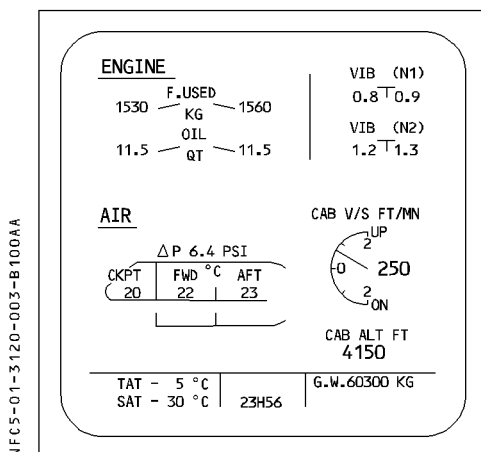 ENGINE
F.USED
1530 KG 1560
OIL
11.5 QT 11.5
VIB (N1)
0.8 0.9
VIB (N2)
1.2 1.3
AIR
Δ P 6.4 PSI
CKPT FWD °C AFT
20 22 23
CAB V/S FT/MN
UP
2
0 250
2
ON
CAB ALT FT
4150
TAT - 5 °C
SAT - 30 °C
23H56
G.W.60300 KG
NFC5-01-3120-003-B100AA